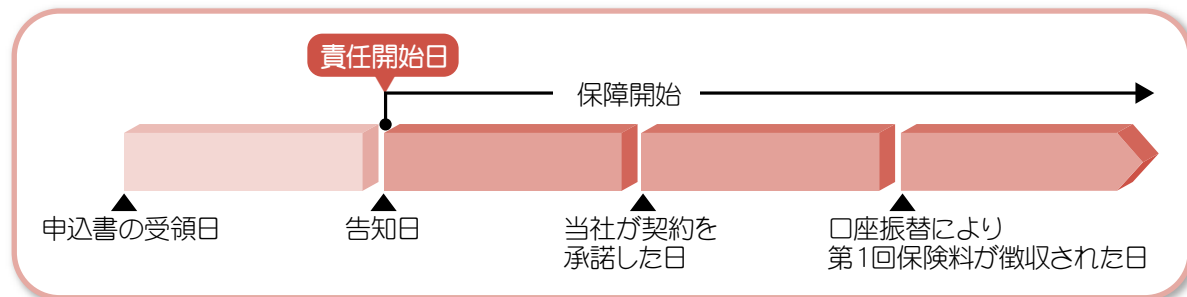 責任開始日
保障開始
申込書の受領日
告知日
当社が契約を
承諾した日
口座振替により
第1回保険料が徴収された日